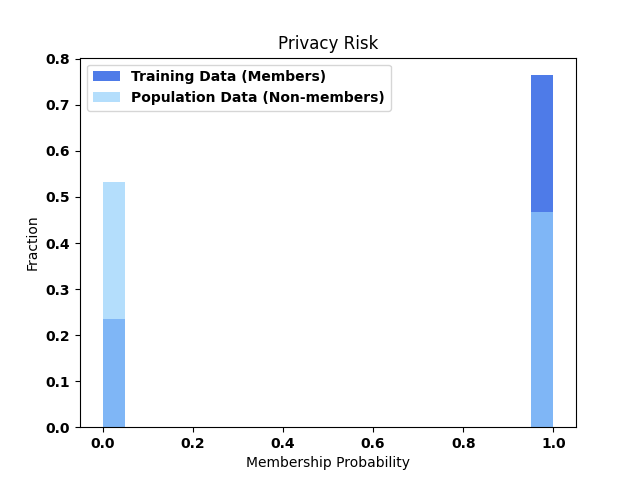 Privacy Risk
Training Data (Members)
Population Data (Non-members)
Fraction
0.8
0.7
0.6
0.5
0.4
0.3
0.2
0.1
0.0
0.0 0.2 0.4 0.6 0.8 1.0
Membership Probability